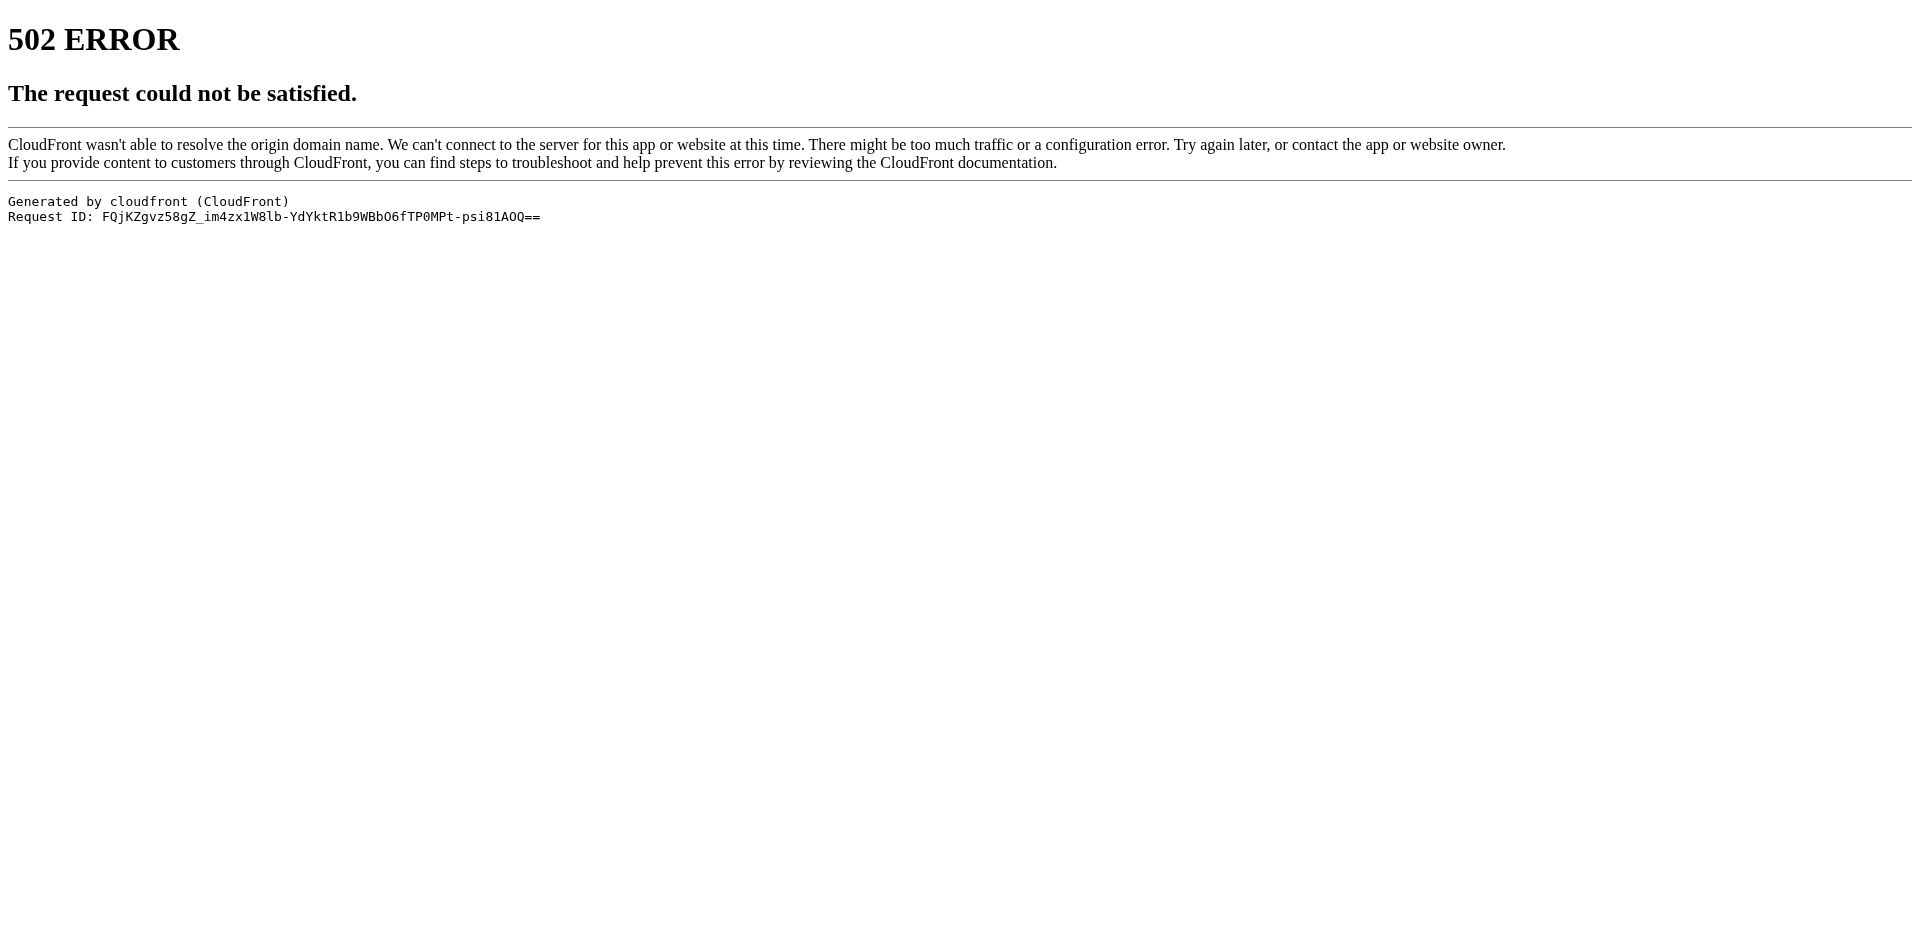 502 ERROR
The request could not be satisfied.
CloudFront wasn't able to resolve the origin domain name. We can't connect to the server for this app or website at this time. There might be too much traffic or a configuration error. Try again later, or contact the app or website owner.
If you provide content to customers through CloudFront, you can find steps to troubleshoot and help prevent this error by reviewing the CloudFront documentation.
Generated by cloudfront (CloudFront)
Request ID: FQjKZgvz58gZ_im4zx1W8lb-YdYktR1b9WBbO6fTP0MPt-psi81AOQ==